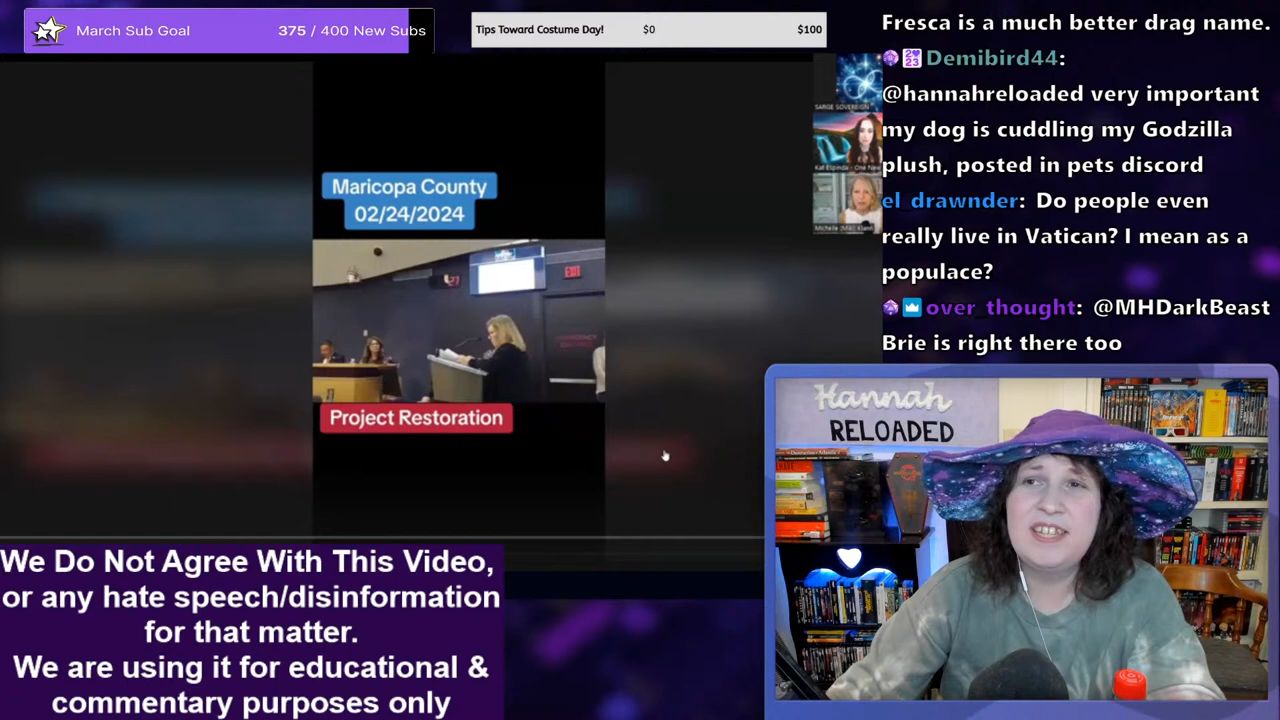 March Sub Goal
375 / 400 New Subs
Tips Toward Costume Day!
$0
$100
Fresca is a much better drag name.
Demibird44:
@hannahreloaded very important
my dog is cuddling my Godzilla
plush, posted in pets discord
el_drawnder: Do people even
really live in Vatican? I mean as a
populace?
over_thought: @MHDarkBeast
Brie is right there too
SARGE SOVEREIGN
Maricopa County
02/24/2024
EXIT
Project Restoration
Hannah
RELOADED
We Do Not Agree With This Video,
or any hate speech/disinformation
for that matter.
We are using it for educational &
commentary purposes only